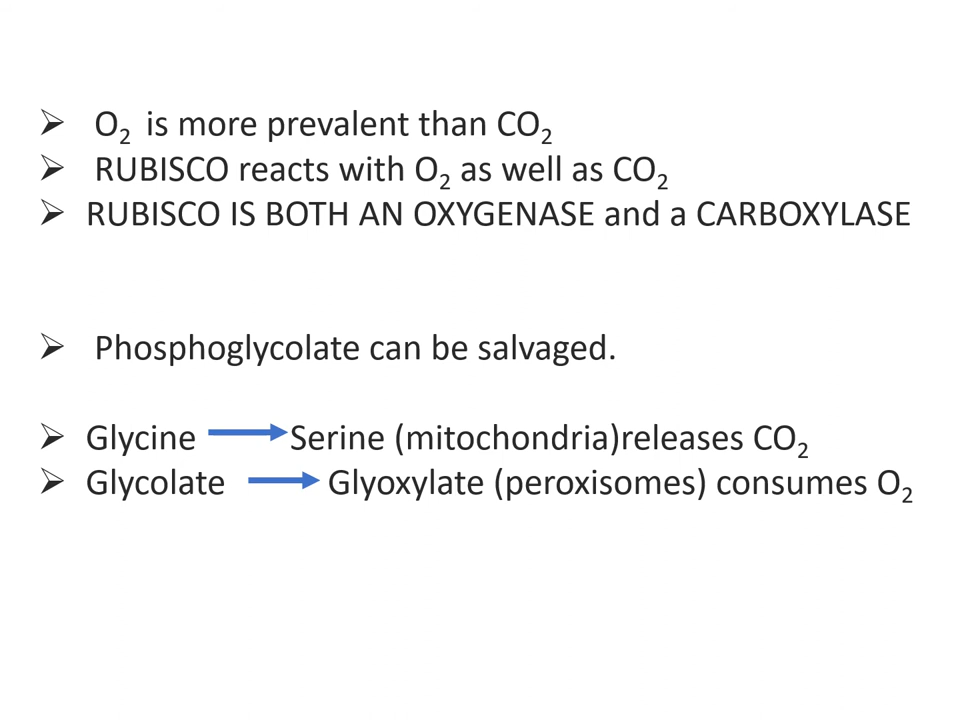 ➢ O₂ is more prevalent than CO₂
➢ RUBISCO reacts with O₂ as well as CO₂
➢ RUBISCO IS BOTH AN OXYGENASE and a CARBOXYLASE
➢ Phosphoglycolate can be salvaged.
➢ Glycine → Serine (mitochondria)releases CO₂
➢ Glycolate → Glyoxylate (peroxisomes) consumes O₂